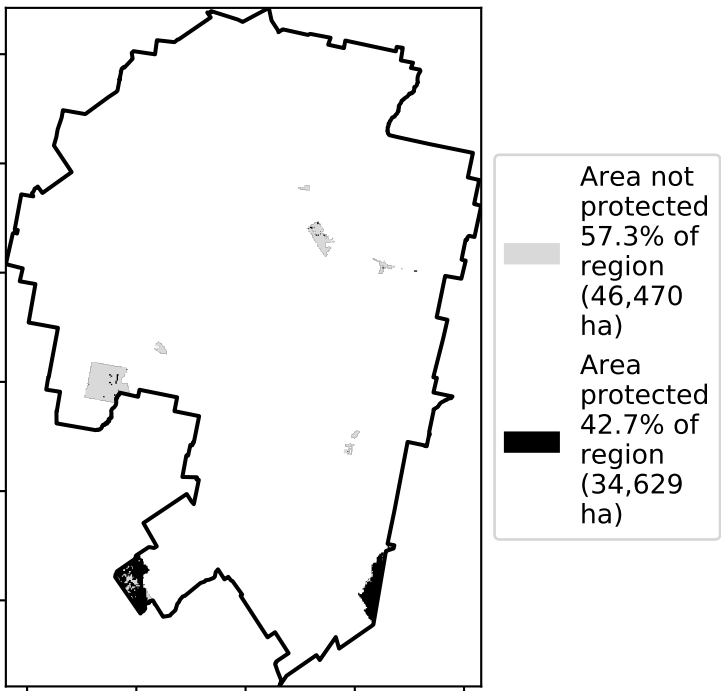 Area not
protected
57.3% of
region
(46,470
ha)
Area
protected
42.7% of
region
(34,629
ha)